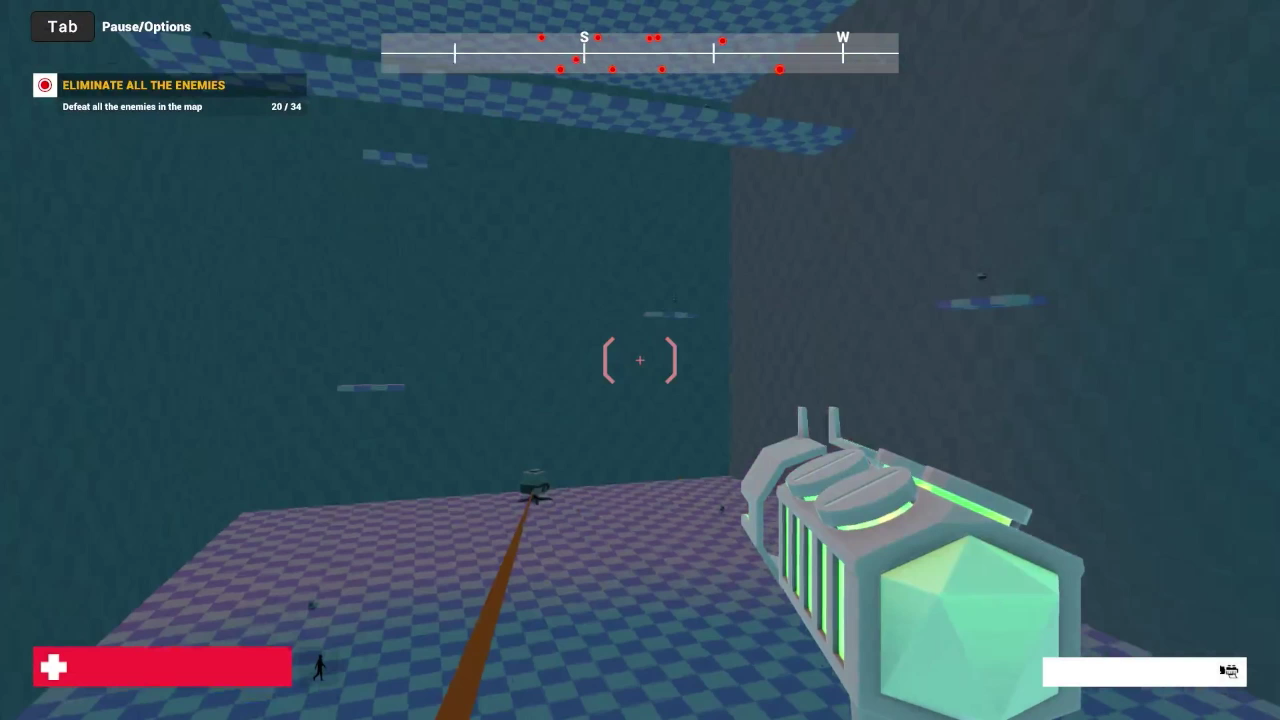 Tab Pause/Options
S W
ELIMINATE ALL THE ENEMIES
Defeat all the enemies in the map 20 / 34